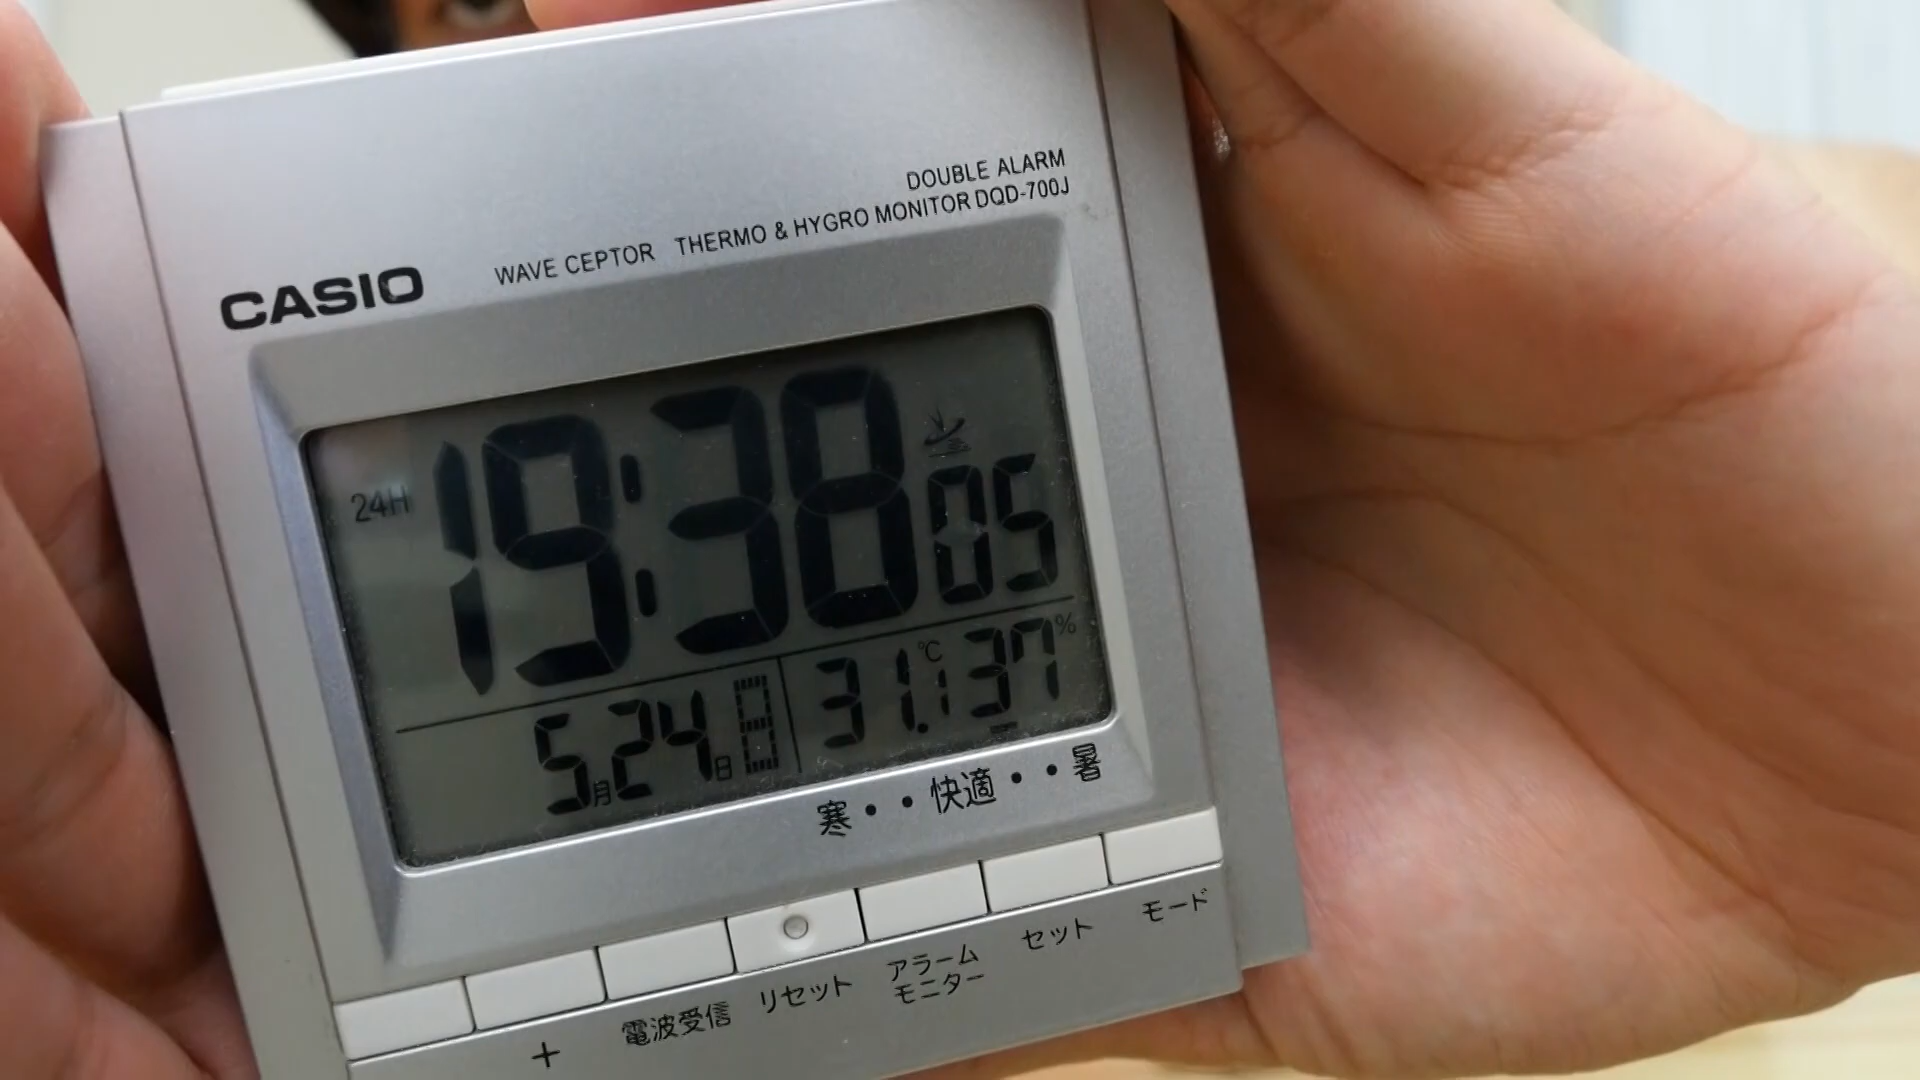 DOUBLE ALARM
WAVE CEPTOR THERMO & HYGRO MONITOR DQD-700J
CASIO
24H 19:38 05
5月24日 日 31.1℃ 37%
寒・・快適・・暑
+ 電波受信 リセット アラームモニター セット モード